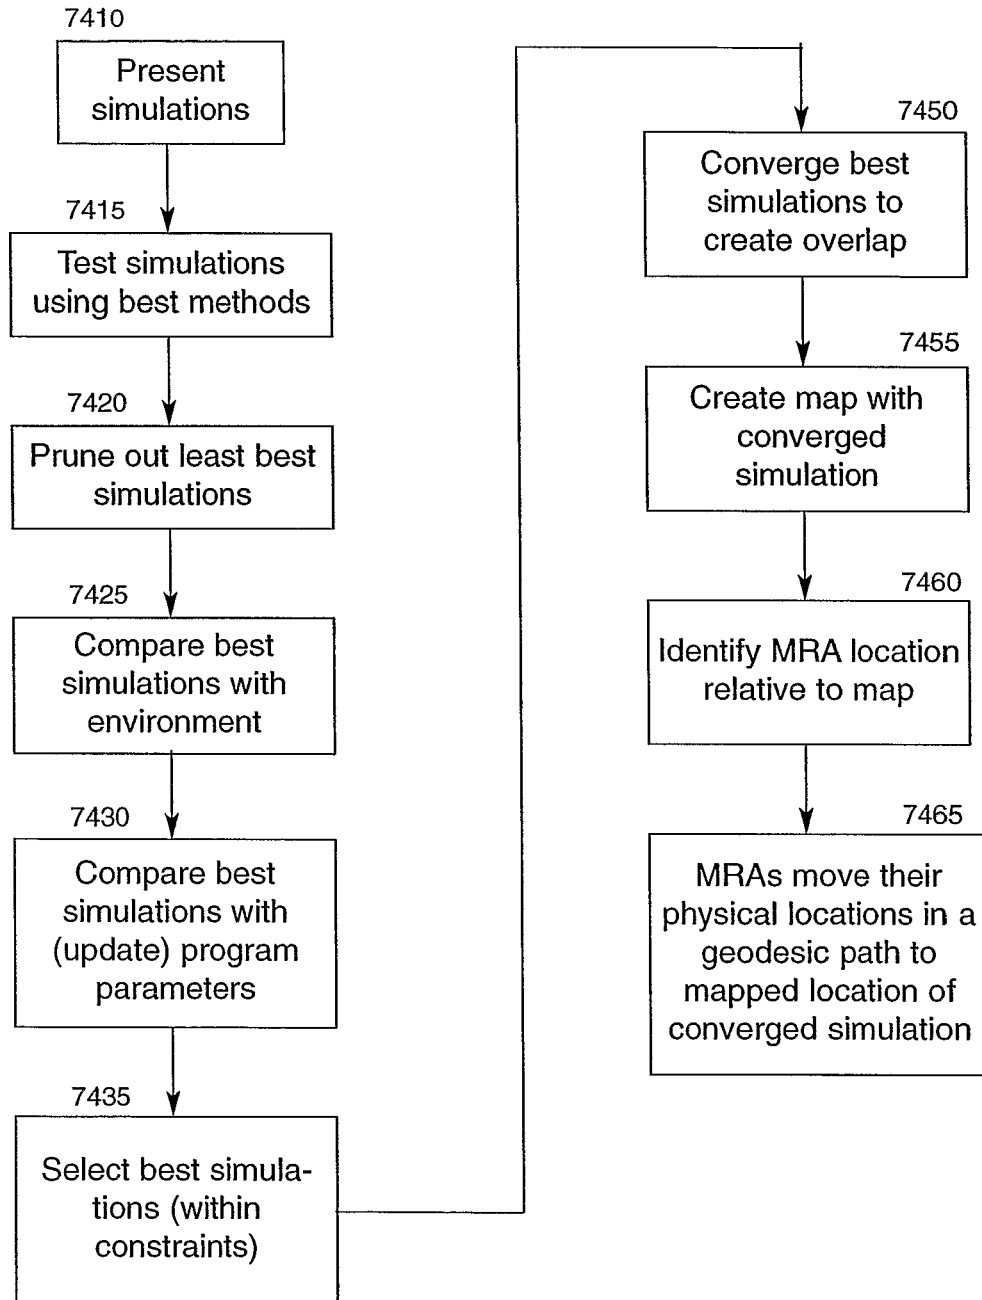 7410
Present
simulations
7415
Test simulations
using best methods
7420
Prune out least best
simulations
7425
Compare best
simulations with
environment
7430
Compare best
simulations with
(update) program
parameters
7435
Select best simula-
tions (within
constraints)
7450
Converge best
simulations to
create overlap
7455
Create map with
converged
simulation
7460
Identify MRA location
relative to map
7465
MRAs move their
physical locations in a
geodesic path to
mapped location of
converged simulation